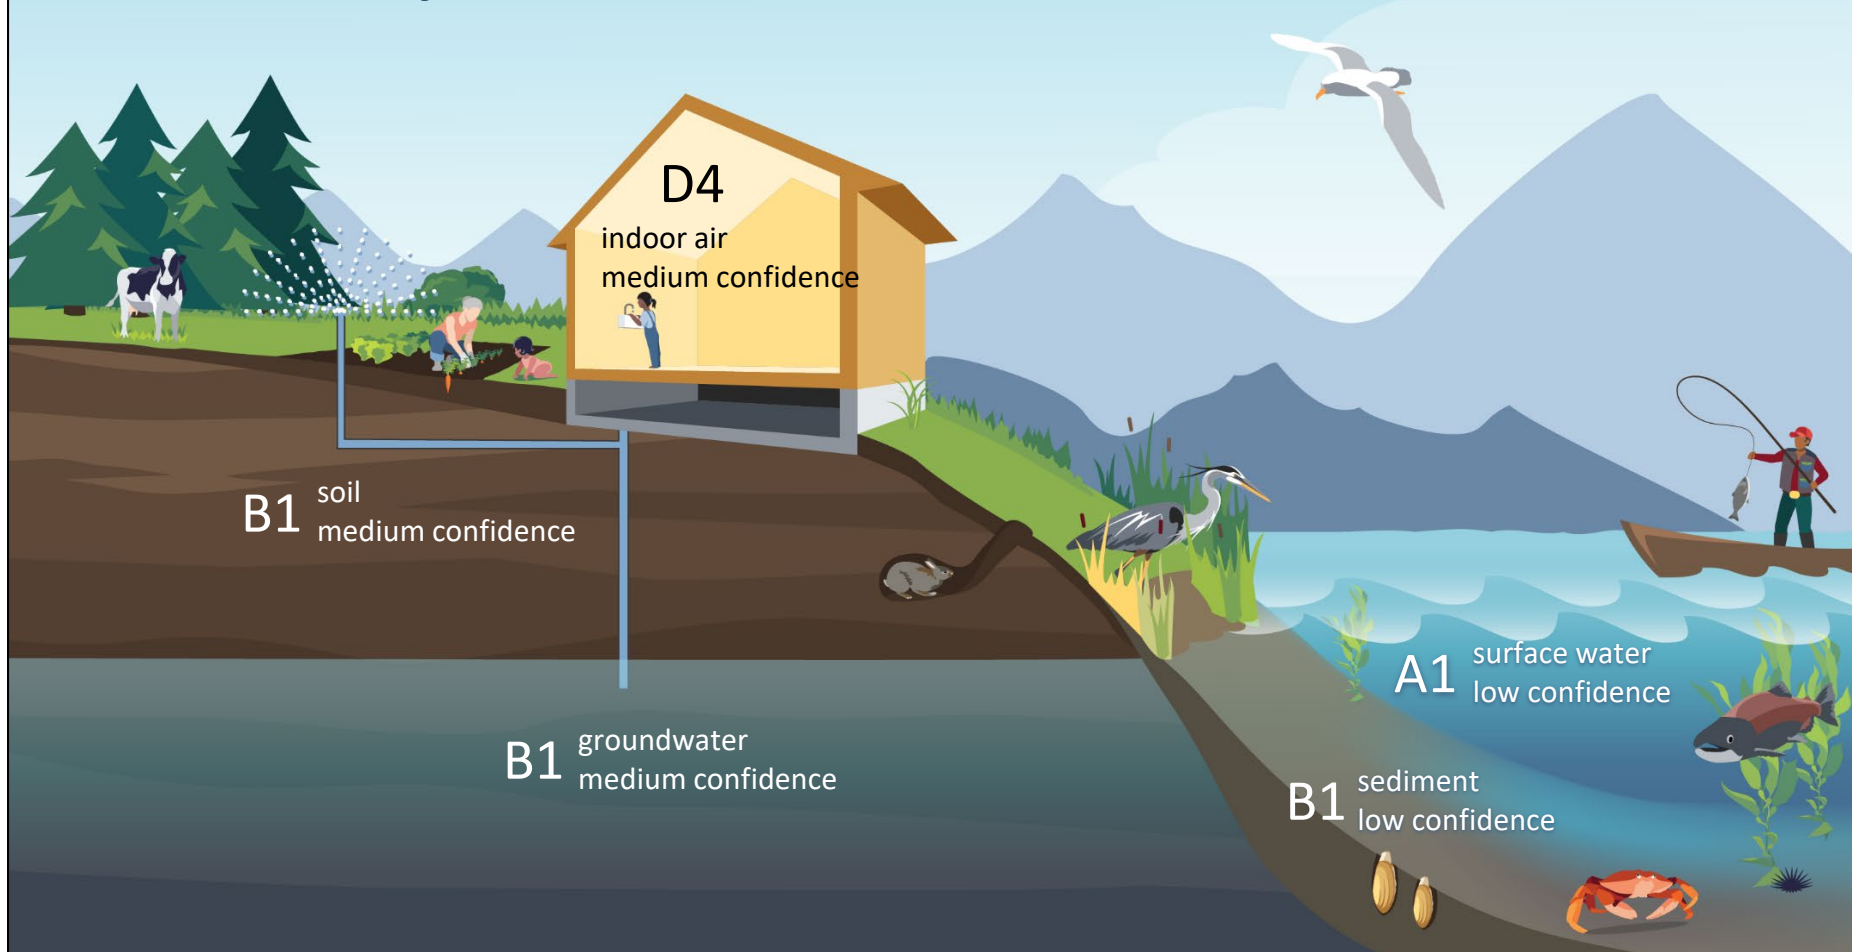 D4
indoor air
medium confidence
B1
soil
medium confidence
A1
surface water
low confidence
B1
groundwater
medium confidence
B1
sediment
low confidence